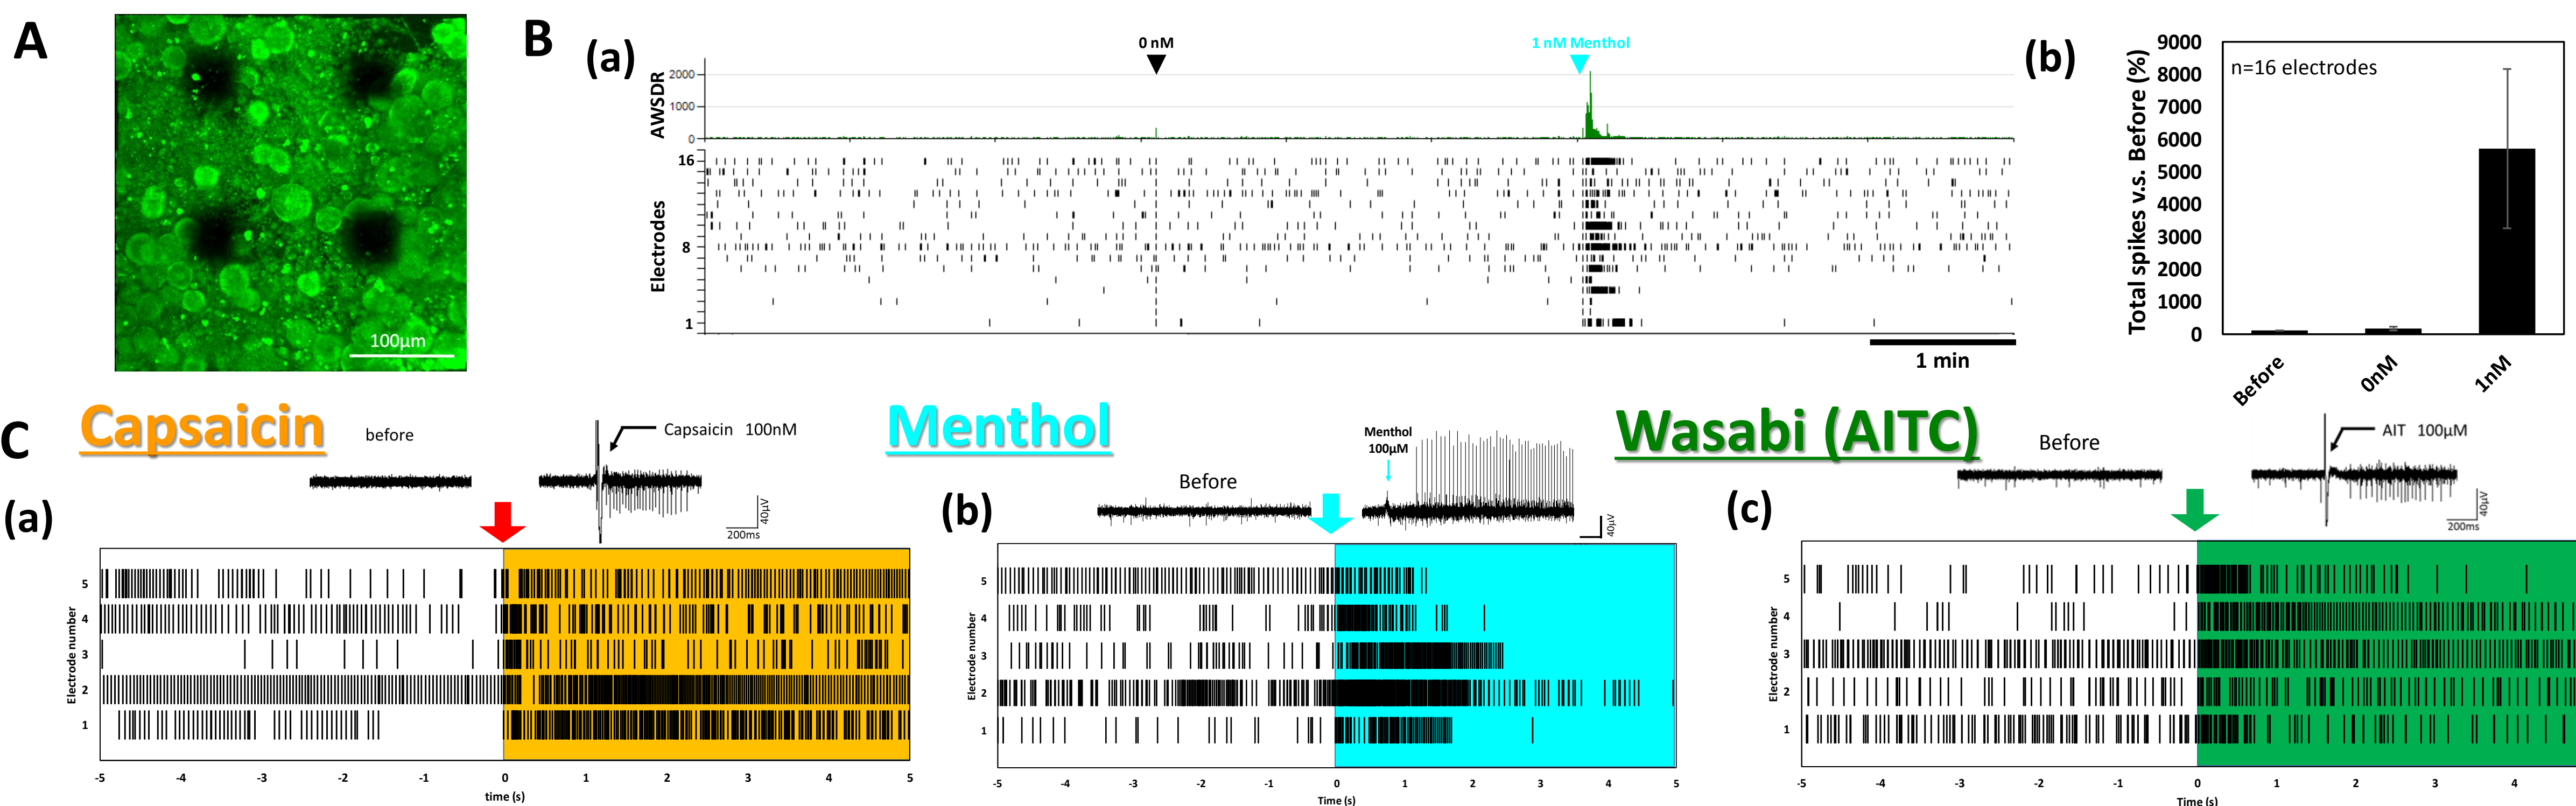 A
100µm
B
(a)
0 nM
1 nM Menthol
AWSDR
2000
1000
0
Electrodes
16
8
1
1 min
(b)
Total spikes v.s. Before (%)
9000
8000
7000
6000
5000
4000
3000
2000
1000
0
n=16 electrodes
Before
0nM
1nM
C
Capsaicin
before
Capsaicin 100nM
40µV
200ms
(a)
Electrode number
5
4
3
2
1
-5 -4 -3 -2 -1 0 1 2 3 4 5
time (s)
Menthol
Before
Menthol
100µM
40µV
(b)
Electrode number
5
4
3
2
1
-5 -4 -3 -2 -1 0 1 2 3 4 5
Time (s)
Wasabi (AITC)
Before
AIT 100µM
40µV
200ms
(c)
Electrode number
5
4
3
2
1
-5 -4 -3 -2 -1 0 1 2 3 4
Time (s)